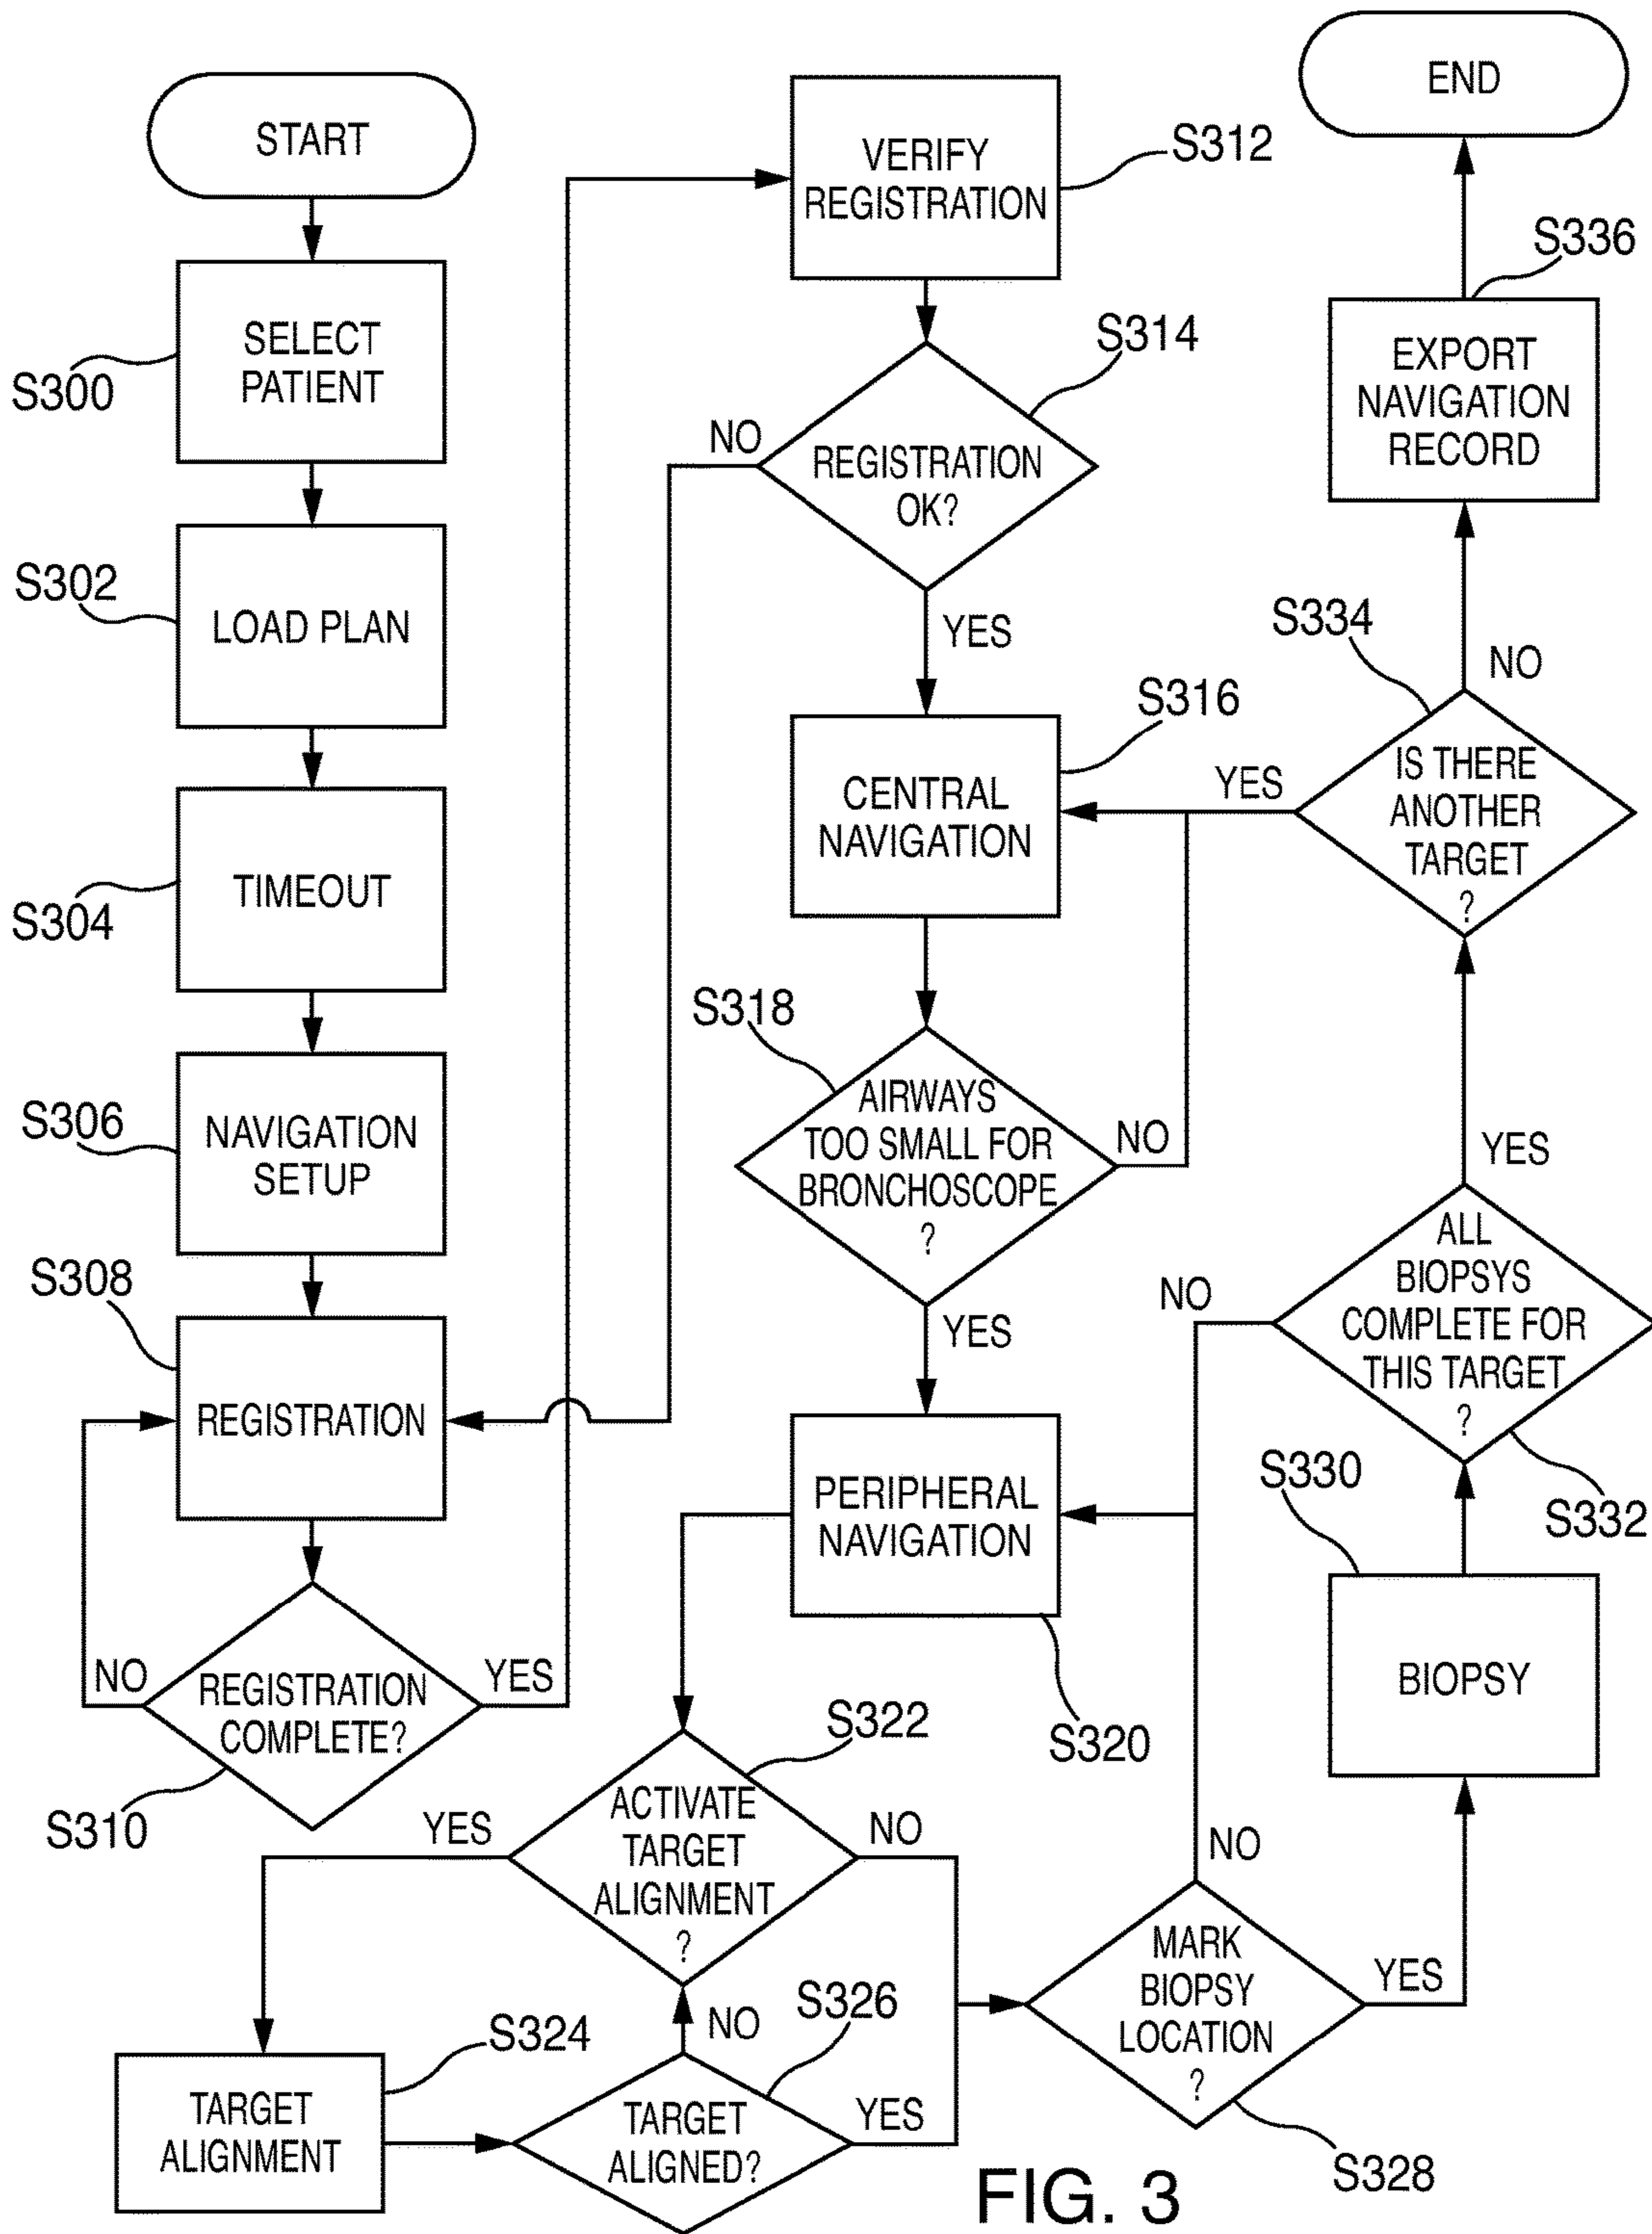 START
S300
SELECT
PATIENT
S302
LOAD PLAN
S304
TIMEOUT
S306
NAVIGATION
SETUP
S308
REGISTRATION
NO
REGISTRATION
COMPLETE?
YES
S310
VERIFY
REGISTRATION
S312
S314
NO
REGISTRATION
OK?
YES
S316
CENTRAL
NAVIGATION
S318
AIRWAYS
TOO SMALL FOR
BRONCHOSCOPE
?
NO
YES
PERIPHERAL
NAVIGATION
S320
S322
YES
ACTIVATE
TARGET
ALIGNMENT
?
NO
S324
TARGET
ALIGNMENT
NO
S326
TARGET
ALIGNED?
YES
NO
MARK
BIOPSY
LOCATION
?
YES
S328
S330
BIOPSY
NO
ALL
BIOPSYS
COMPLETE FOR
THIS TARGET
?
S332
YES
S334
YES
IS THERE
ANOTHER
TARGET
?
NO
S336
EXPORT
NAVIGATION
RECORD
END
FIG. 3